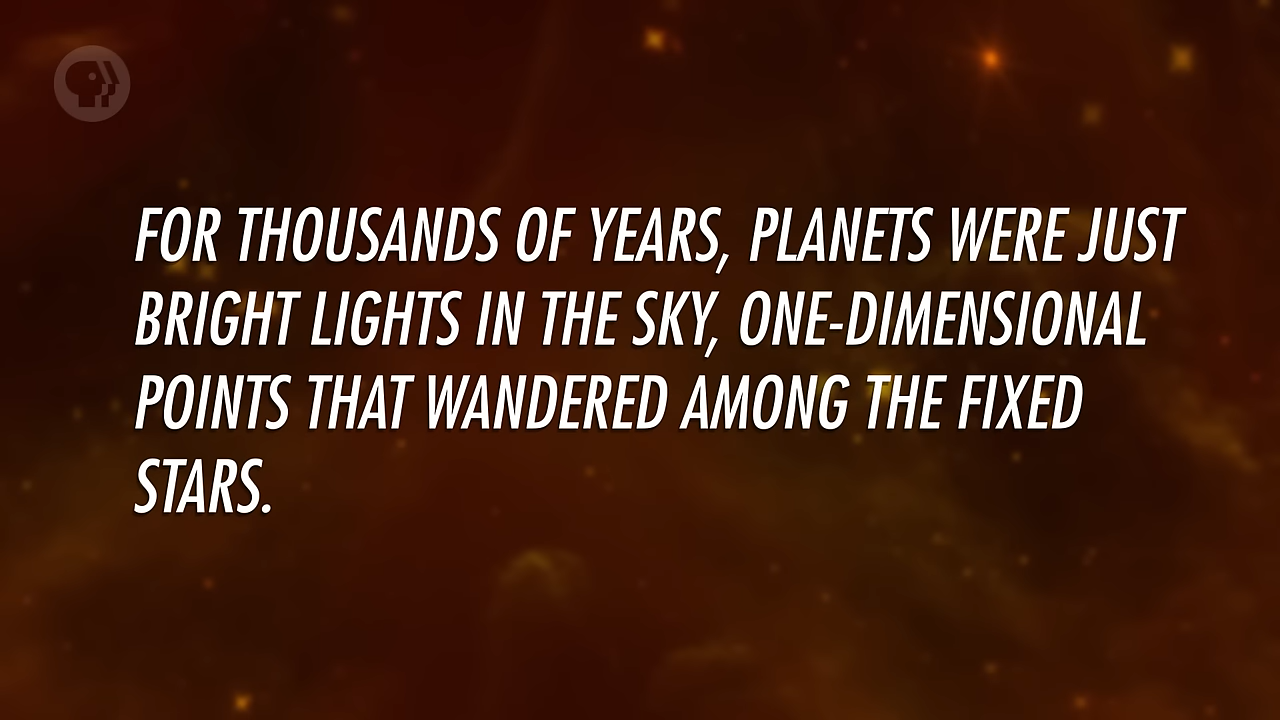 FOR THOUSANDS OF YEARS, PLANETS WERE JUST
BRIGHT LIGHTS IN THE SKY, ONE-DIMENSIONAL
POINTS THAT WANDERED AMONG THE FIXED
STARS.